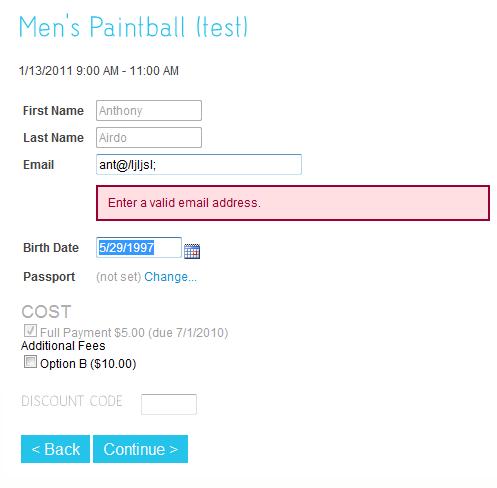 Men's Paintball (test)
1/13/2011 9:00 AM - 11:00 AM
First Name Anthony
Last Name Airdo
Email ant@/ljljsl;
Enter a valid email address.
Birth Date 5/29/1997
Passport (not set) Change...
COST
Full Payment $5.00 (due 7/1/2010)
Additional Fees
Option B ($10.00)
DISCOUNT CODE
< Back Continue >